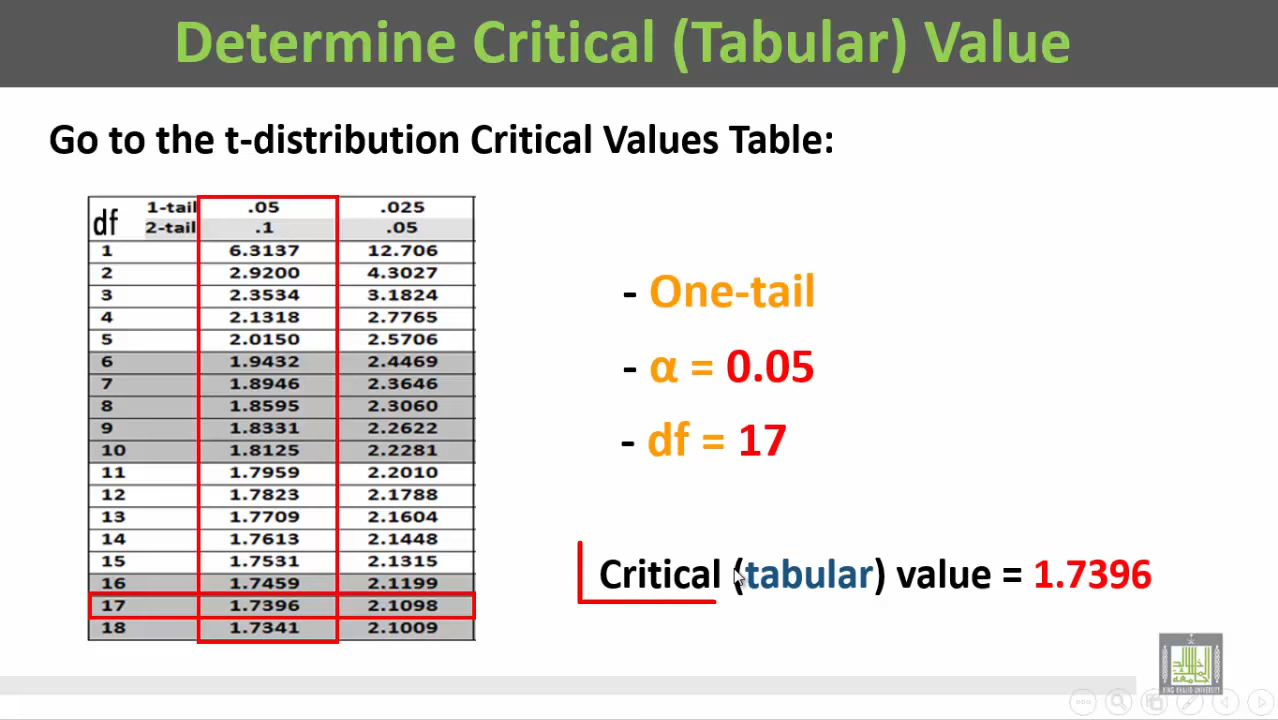 Determine Critical (Tabular) Value
Go to the t-distribution Critical Values Table:
df 1-tail .05 .025
2-tail .1 .05
1 6.3137 12.706
2 2.9200 4.3027
3 2.3534 3.1824
4 2.1318 2.7765
5 2.0150 2.5706
6 1.9432 2.4469
7 1.8946 2.3646
8 1.8595 2.3060
9 1.8331 2.2622
10 1.8125 2.2281
11 1.7959 2.2010
12 1.7823 2.1788
13 1.7709 2.1604
14 1.7613 2.1448
15 1.7531 2.1315
16 1.7459 2.1199
17 1.7396 2.1098
18 1.7341 2.1009
- One-tail
- α = 0.05
- df = 17
Critical (tabular) value = 1.7396
KING KHALID UNIVERSITY